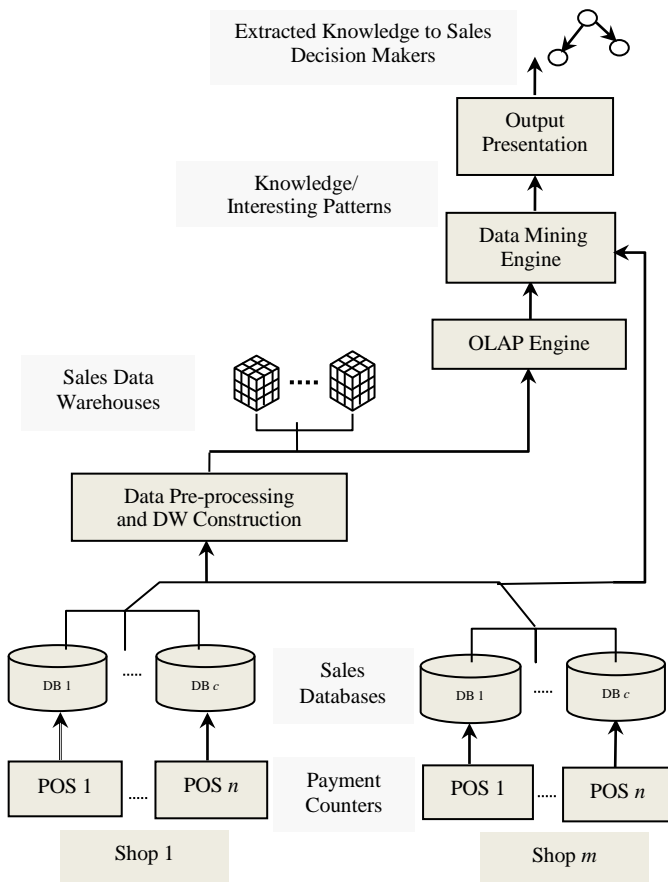 Extracted Knowledge to Sales
Decision Makers
Output
Presentation
Knowledge/
Interesting Patterns
Data Mining
Engine
OLAP Engine
Sales Data
Warehouses
Data Pre-processing
and DW Construction
DB 1
.....
DB c
Sales
Databases
DB 1
.....
DB c
POS 1
.....
POS n
Payment
Counters
POS 1
.....
POS n
Shop 1
Shop m